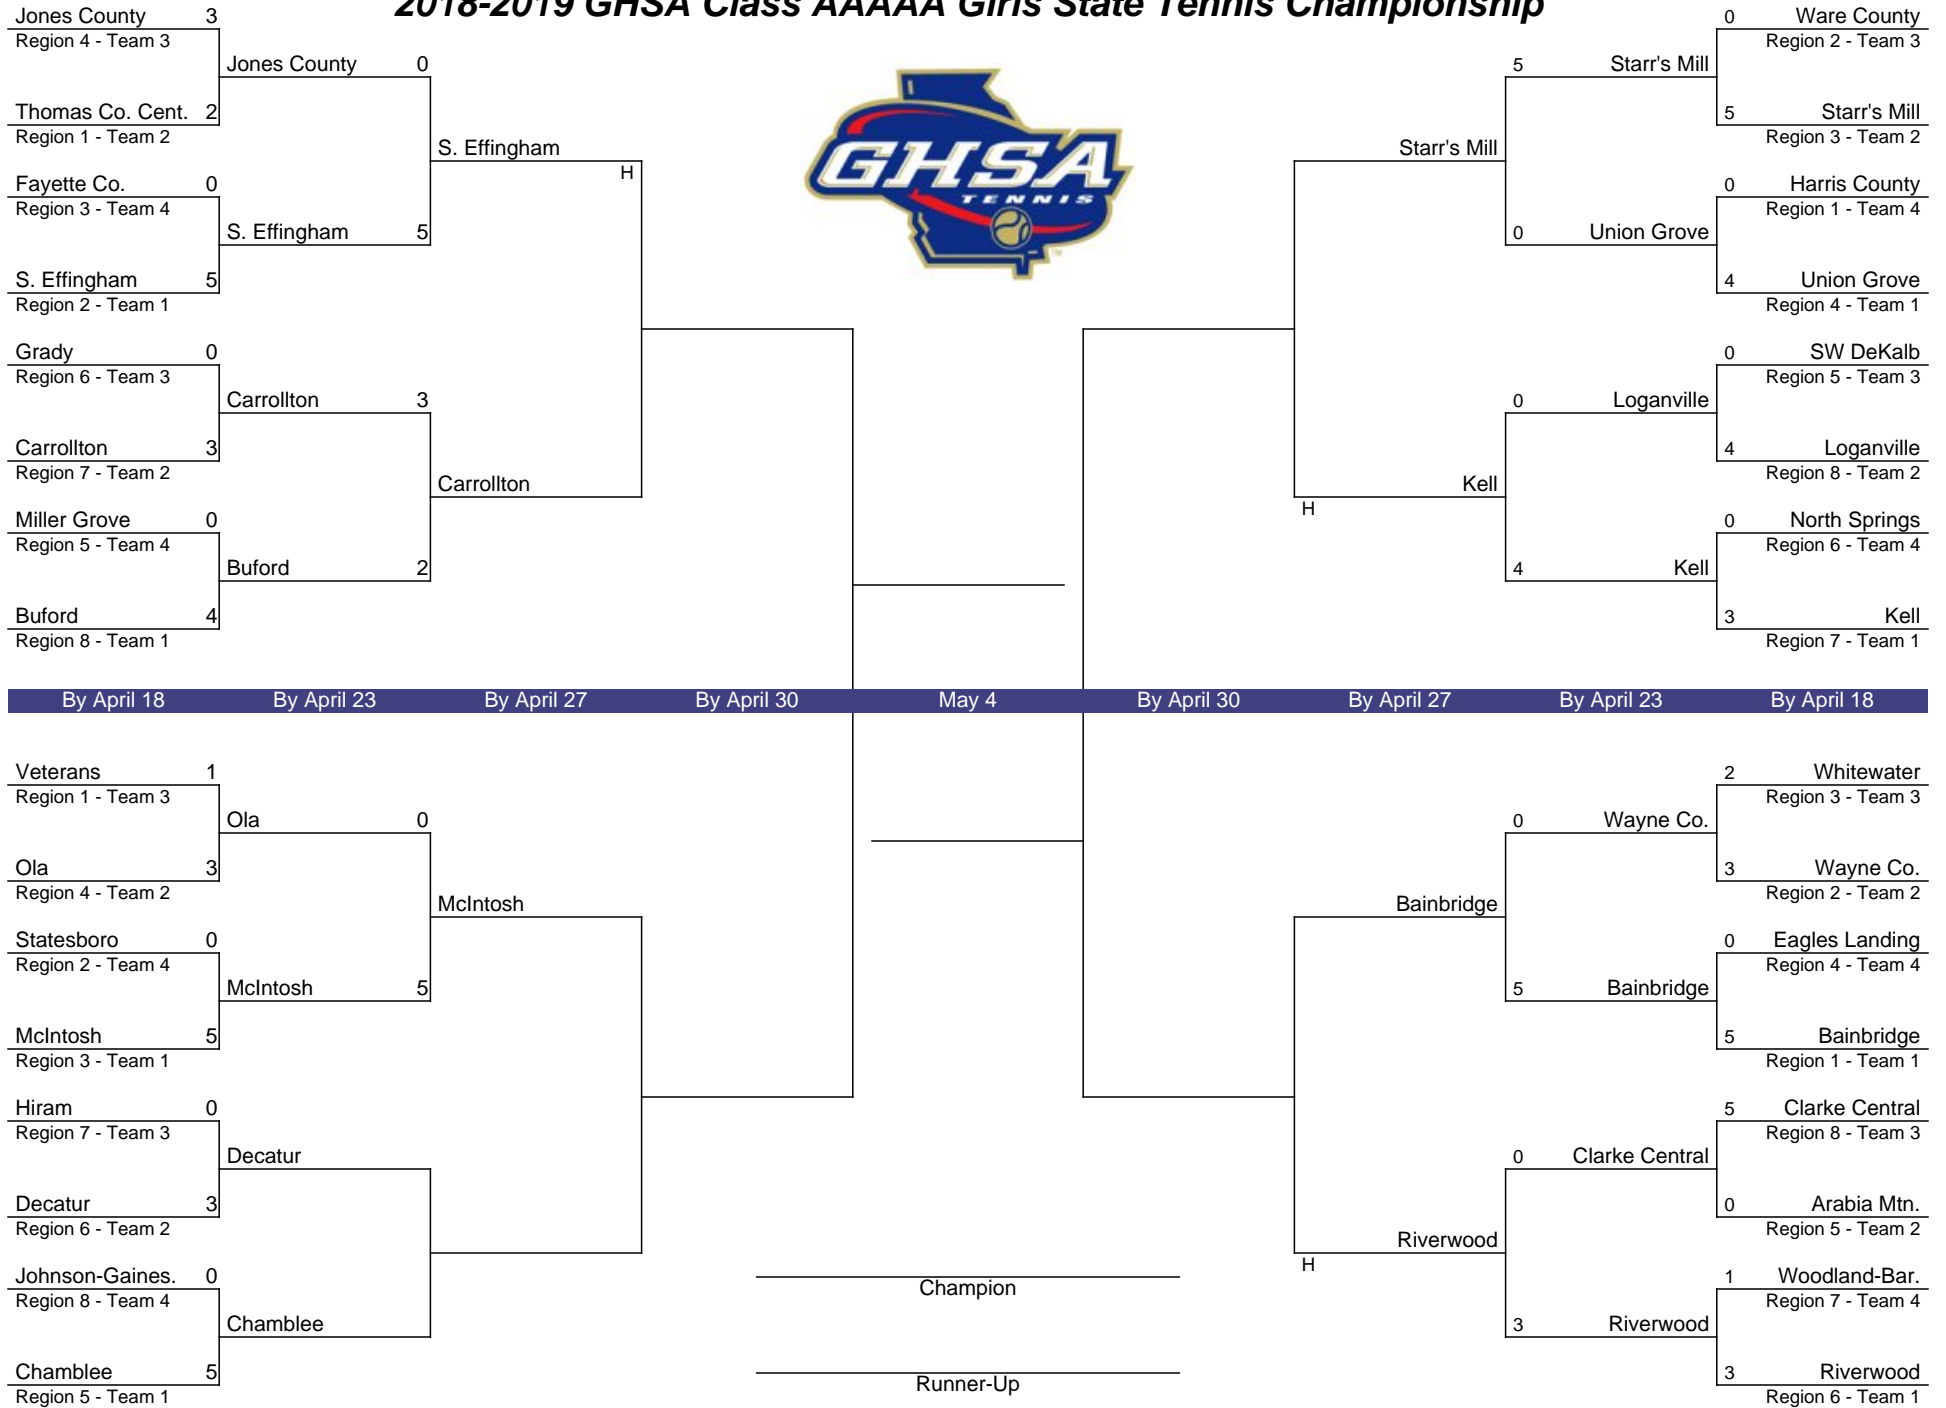 2018-2019 GHSA Class AAAAA Girls State Tennis Championship
GHSA
TENNIS
TM
Jones County 3
Region 4 - Team 3
Thomas Co. Cent. 2
Region 1 - Team 2
Fayette Co. 0
Region 3 - Team 4
S. Effingham 5
Region 2 - Team 1
Grady 0
Region 6 - Team 3
Carrollton 3
Region 7 - Team 2
Miller Grove 0
Region 5 - Team 4
Buford 4
Region 8 - Team 1
Jones County 0
S. Effingham 5
Carrollton 3
Buford 2
S. Effingham
H
Carrollton
Starr's Mill
Kell
H
5 Starr's Mill
0 Union Grove
0 Loganville
4 Kell
0 Ware County
Region 2 - Team 3
5 Starr's Mill
Region 3 - Team 2
0 Harris County
Region 1 - Team 4
4 Union Grove
Region 4 - Team 1
0 SW DeKalb
Region 5 - Team 3
4 Loganville
Region 8 - Team 2
0 North Springs
Region 6 - Team 4
3 Kell
Region 7 - Team 1
By April 18 By April 23 By April 27 By April 30 May 4 By April 30 By April 27 By April 23 By April 18
Veterans 1
Region 1 - Team 3
Ola 3
Region 4 - Team 2
Statesboro 0
Region 2 - Team 4
McIntosh 5
Region 3 - Team 1
Hiram 0
Region 7 - Team 3
Decatur 3
Region 6 - Team 2
Johnson-Gaines. 0
Region 8 - Team 4
Chamblee 5
Region 5 - Team 1
Ola 0
McIntosh 5
Decatur
Chamblee
McIntosh
Champion
Runner-Up
Bainbridge
Riverwood
H
0 Wayne Co.
5 Bainbridge
0 Clarke Central
3 Riverwood
2 Whitewater
Region 3 - Team 3
3 Wayne Co.
Region 2 - Team 2
0 Eagles Landing
Region 4 - Team 4
5 Bainbridge
Region 1 - Team 1
5 Clarke Central
Region 8 - Team 3
0 Arabia Mtn.
Region 5 - Team 2
1 Woodland-Bar.
Region 7 - Team 4
3 Riverwood
Region 6 - Team 1